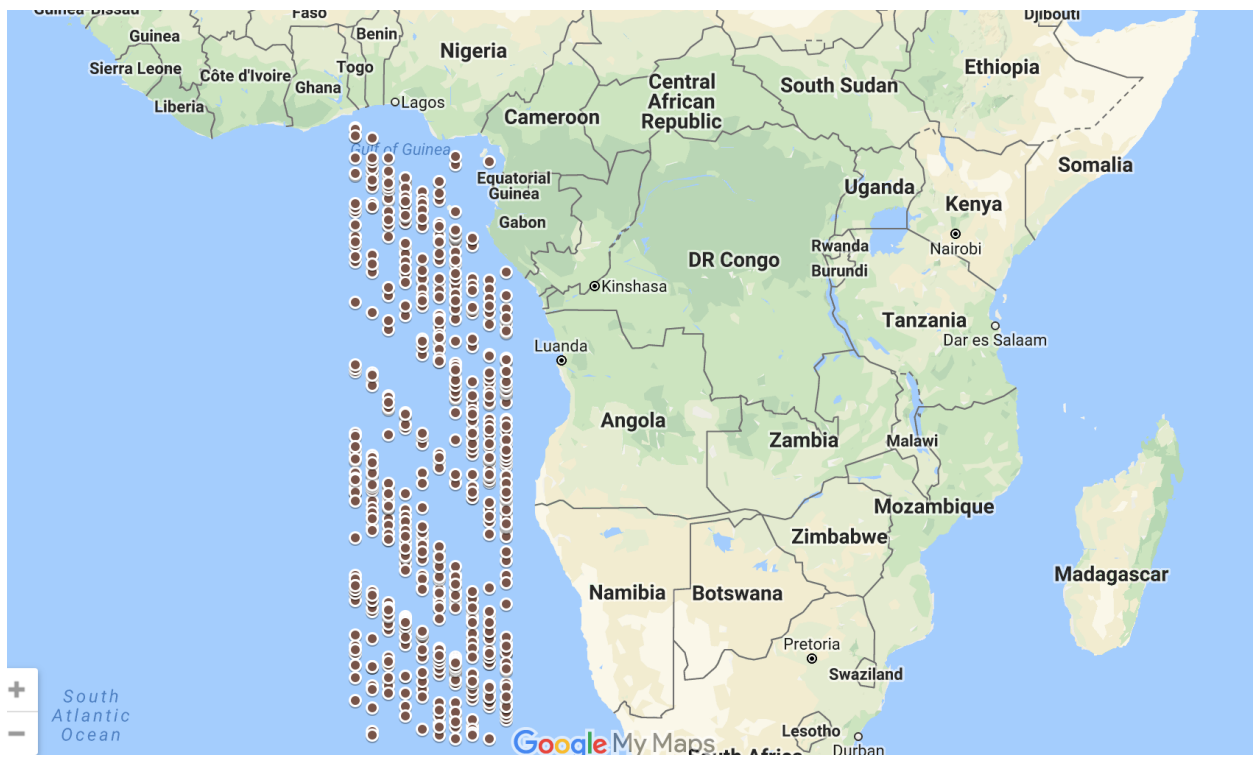 Guinea-Bissau
Faso
Djibouti
Guinea
Benin
Nigeria
Sierra Leone
Côte d'Ivoire
Togo
Ghana
Ethiopia
Central
African
Republic
South Sudan
Liberia
Lagos
Cameroon
Gulf of Guinea
Somalia
Equatorial
Guinea
Uganda
Kenya
Gabon
Nairobi
Rwanda
DR Congo
Burundi
Kinshasa
Tanzania
Dar es Salaam
Luanda
Angola
Zambia
Malawi
Mozambique
Zimbabwe
Madagascar
Namibia
Botswana
Pretoria
Swaziland
+
South
Atlantic
Ocean
−
Lesotho
Google My Maps
South Africa
Durban